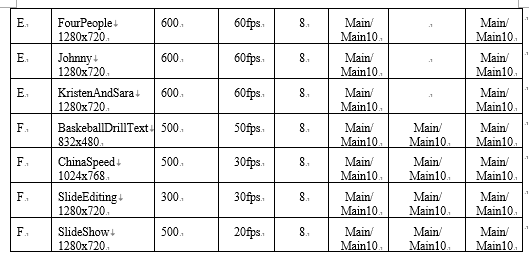 E FourPeople 600 60fps 8 Main/ Main/
1280x720 Main10 Main10
E Johnny 600 60fps 8 Main/ Main/
1280x720 Main10 Main10
E KristenAndSara 600 60fps 8 Main/ Main/
1280x720 Main10 Main10
F BaskeballDrillText 500 50fps 8 Main/ Main/ Main/
832x480 Main10 Main10 Main10
F ChinaSpeed 500 30fps 8 Main/ Main/ Main/
1024x768 Main10 Main10 Main10
F SlideEditing 300 30fps 8 Main/ Main/ Main/
1280x720 Main10 Main10 Main10
F SlideShow 500 20fps 8 Main/ Main/ Main/
1280x720 Main10 Main10 Main10